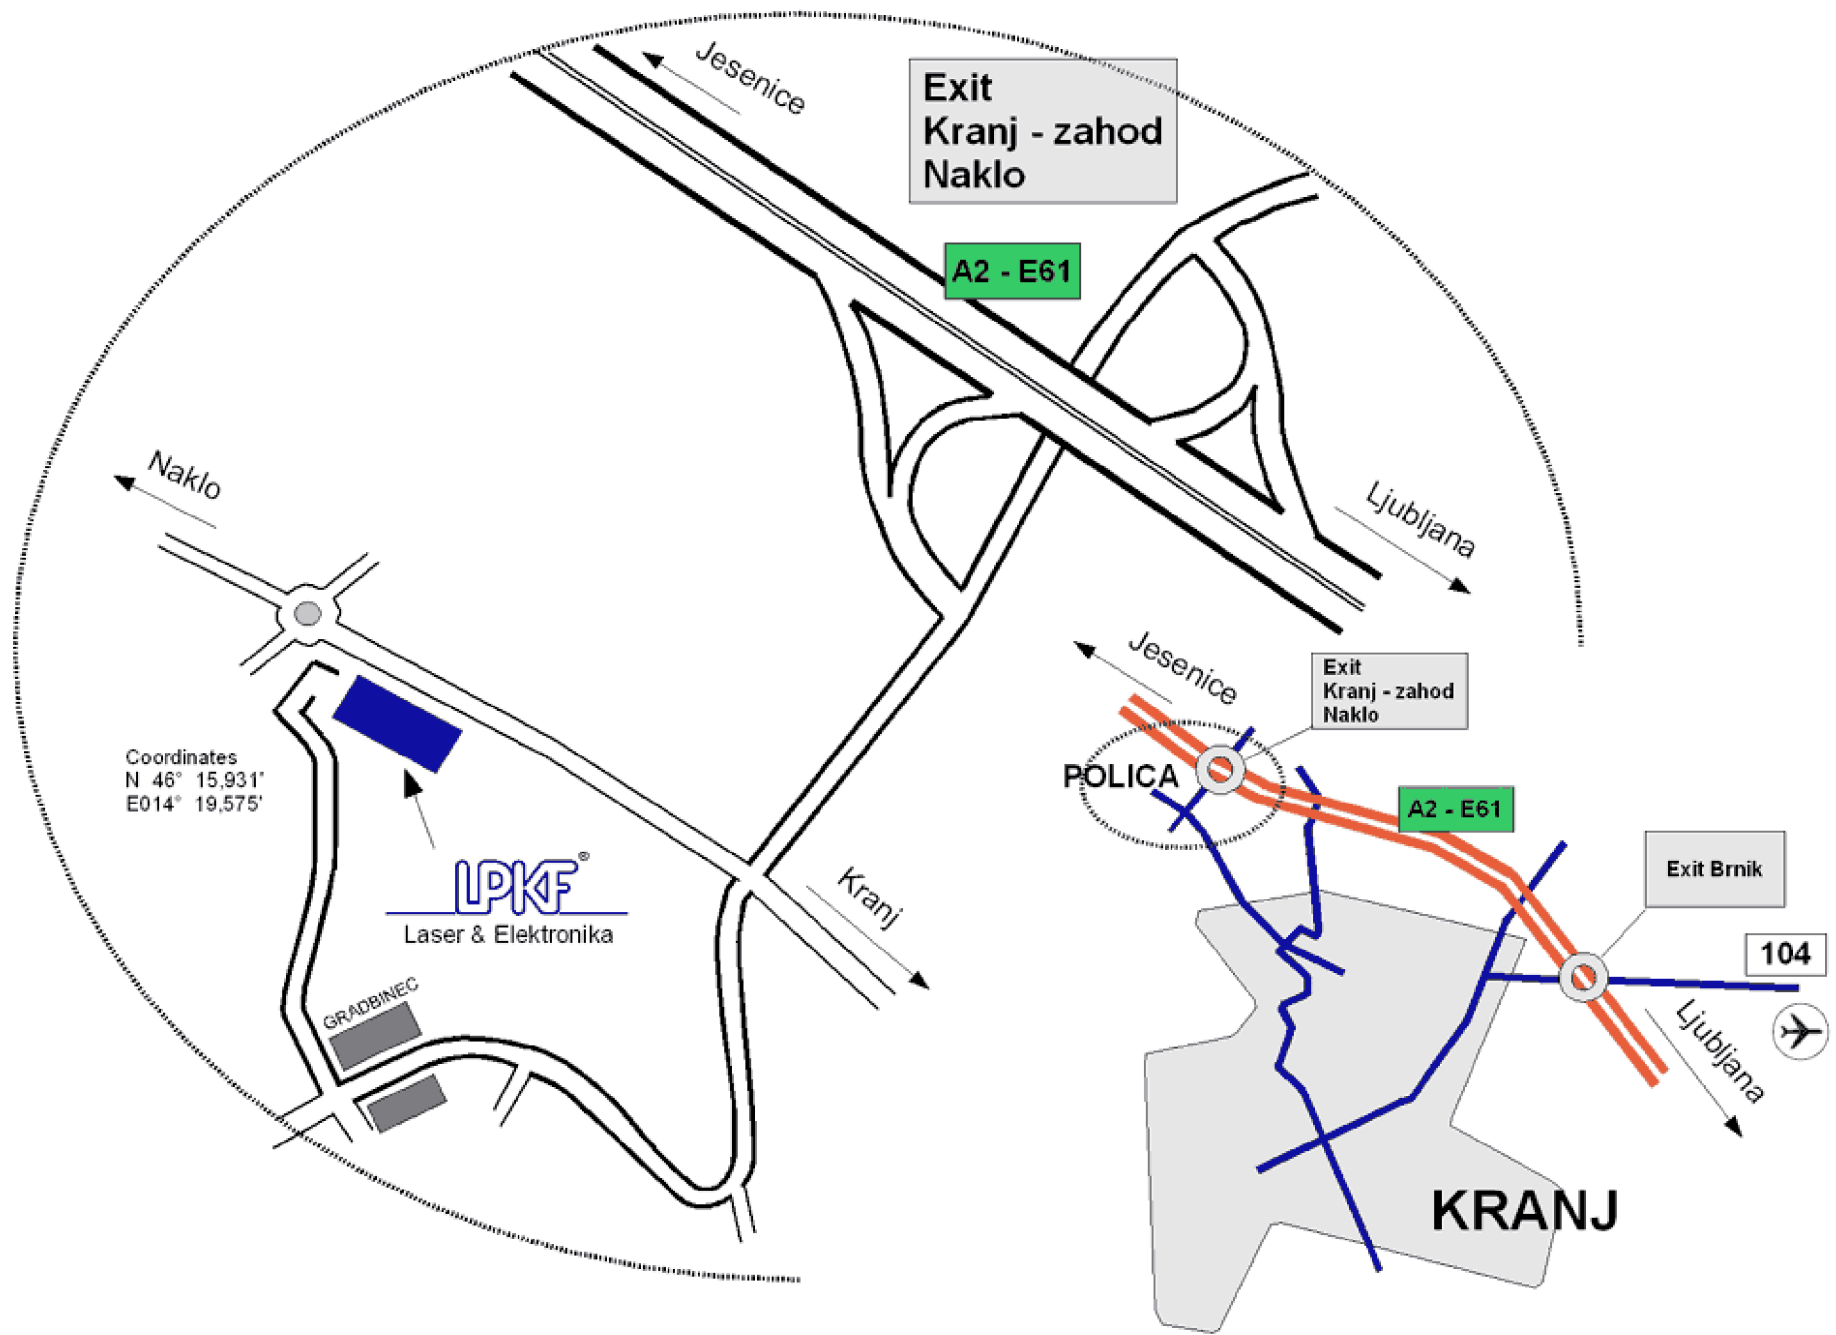 Jesenice
Exit
Kranj - zahod
Naklo
A2 - E61
Naklo
Ljubljana
Jesenice
Exit
Kranj - zahod
Naklo
Coordinates
N 46° 15,931'
E014° 19,575'
POLICA
A2 - E61
Exit Brnik
LPKF®
Laser & Elektronika
Kranj
104
GRADBINEC
Ljubljana
KRANJ